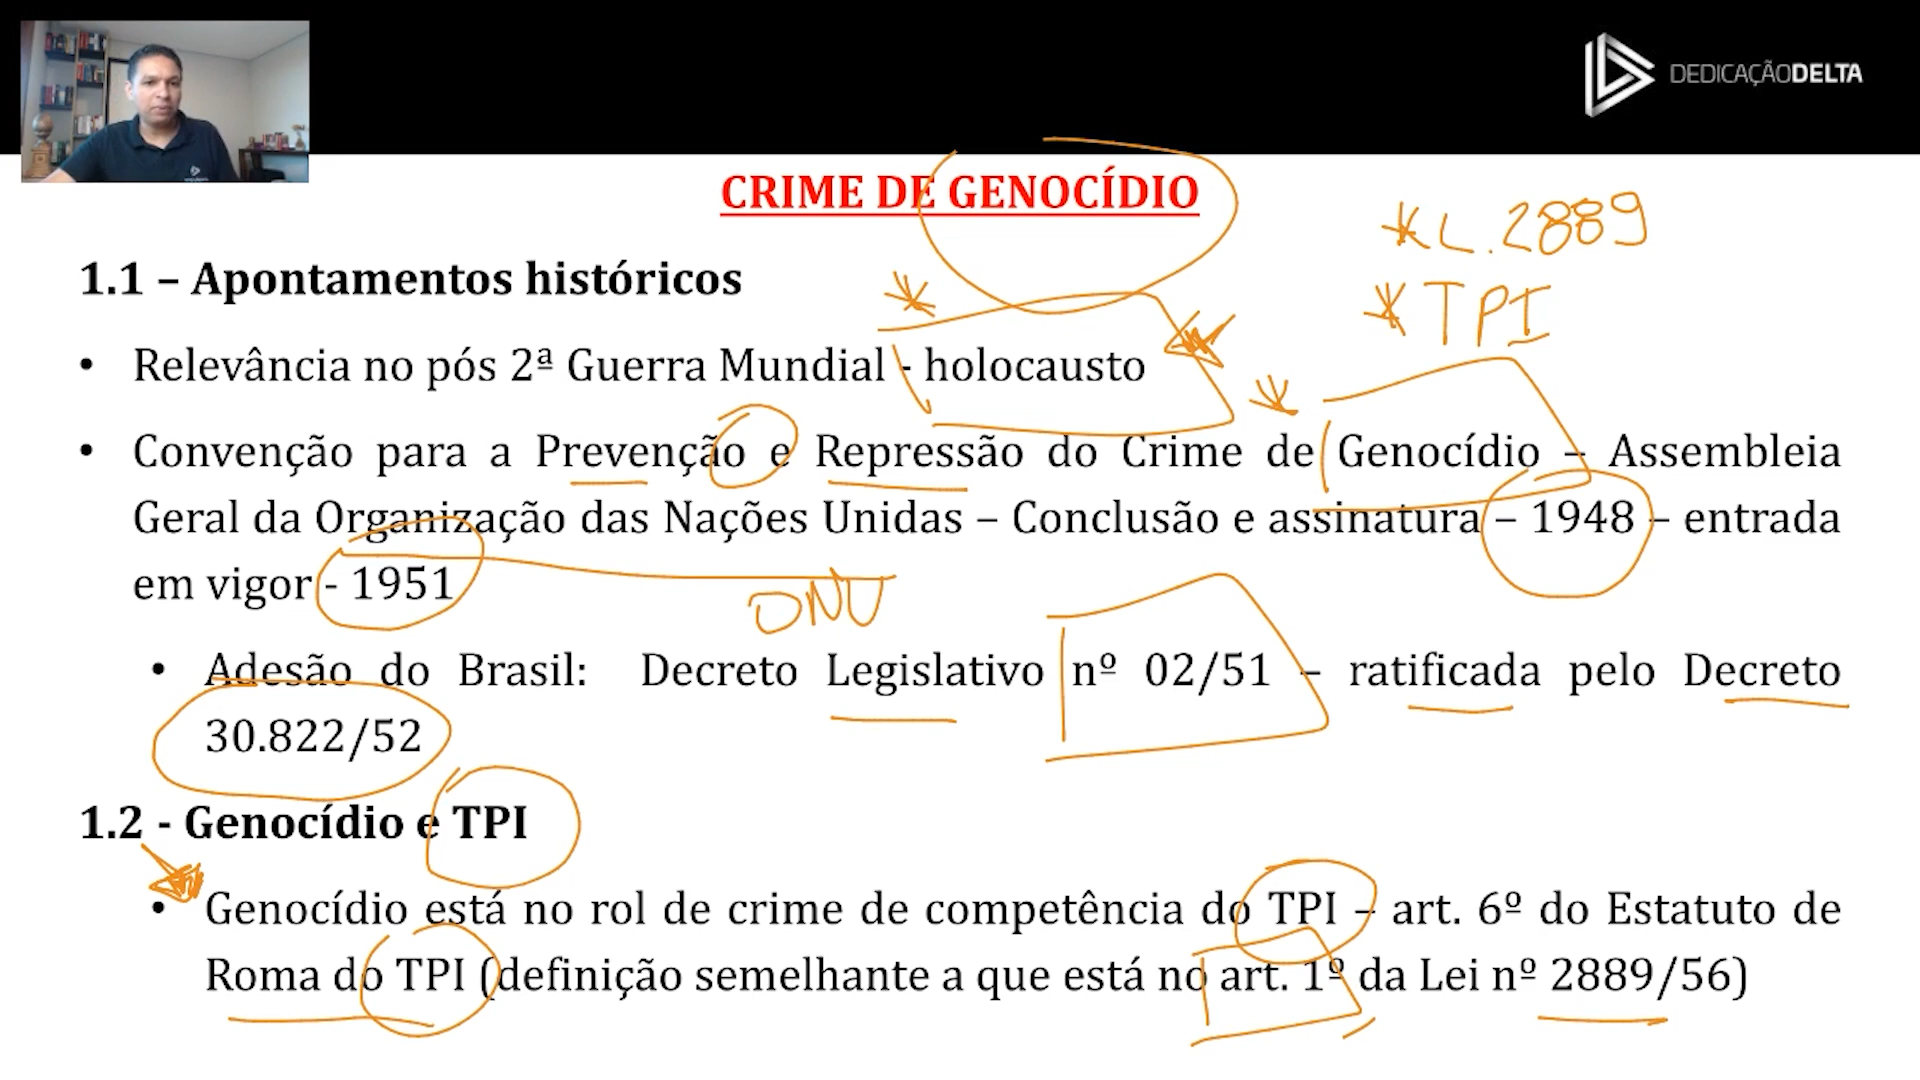 DEDICAÇÃODELTA
CRIME DE GENOCÍDIO
* L. 2889
* TPI
1.1 – Apontamentos históricos
• Relevância no pós 2ª Guerra Mundial - holocausto
• Convenção para a Prevenção e Repressão do Crime de Genocídio – Assembleia
Geral da Organização das Nações Unidas – Conclusão e assinatura – 1948 – entrada
em vigor - 1951
ONU
• Adesão do Brasil: Decreto Legislativo nº 02/51 – ratificada pelo Decreto
30.822/52
1.2 - Genocídio e TPI
• Genocídio está no rol de crime de competência do TPI – art. 6º do Estatuto de
Roma do TPI (definição semelhante a que está no art. 1º da Lei nº 2889/56)